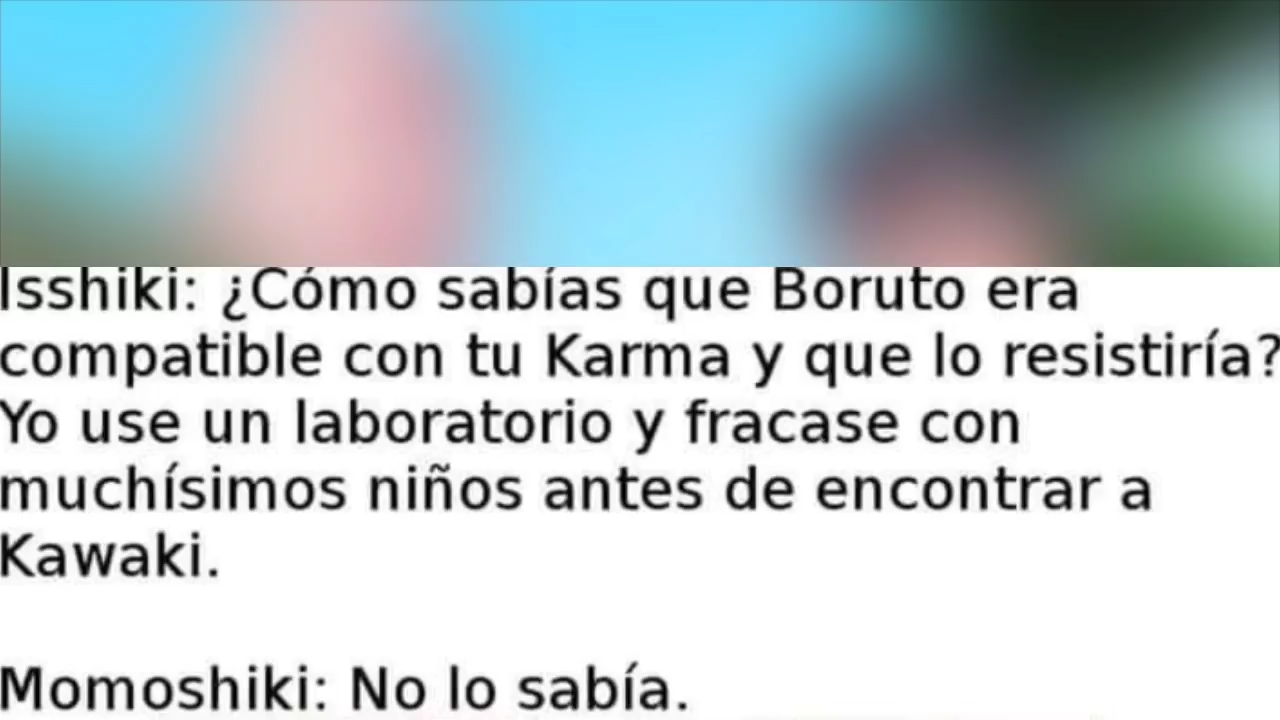 Isshiki: ¿Cómo sabías que Boruto era
compatible con tu Karma y que lo resistiría?
Yo use un laboratorio y fracase con
muchísimos niños antes de encontrar a
Kawaki.
Momoshiki: No lo sabía.